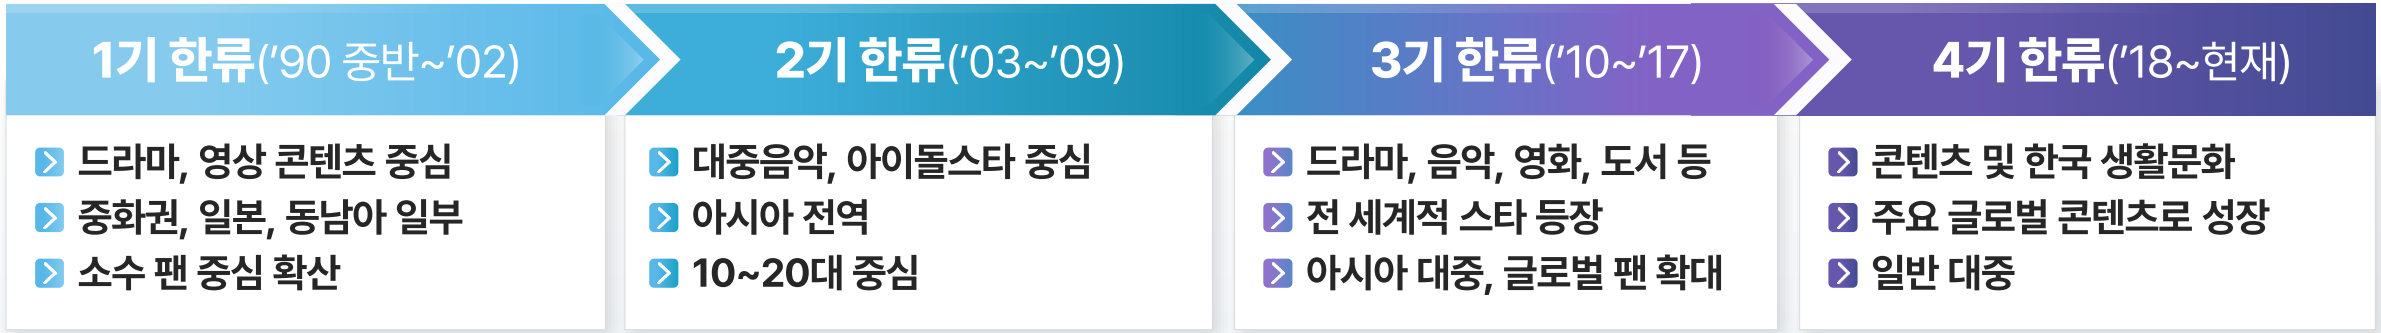 1기 한류(’90 중반~’02)
드라마, 영상 콘텐츠 중심
중화권, 일본, 동남아 일부
소수 팬 중심 확산
2기 한류(’03~’09)
대중음악, 아이돌스타 중심
아시아 전역
10~20대 중심
3기 한류(’10~’17)
드라마, 음악, 영화, 도서 등
전 세계적 스타 등장
아시아 대중, 글로벌 팬 확대
4기 한류(’18~현재)
콘텐츠 및 한국 생활문화
주요 글로벌 콘텐츠로 성장
일반 대중